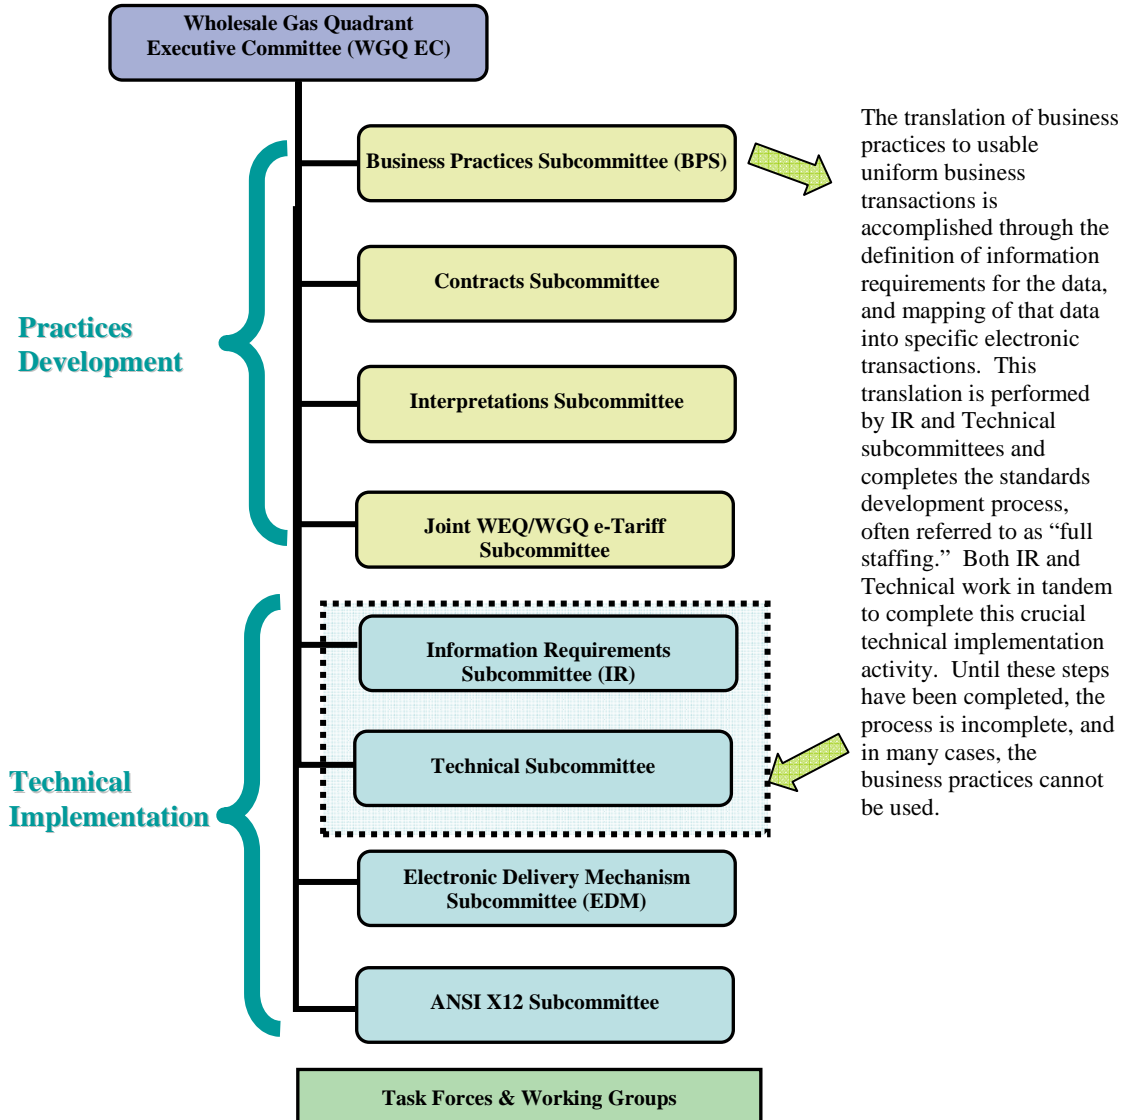 Wholesale Gas Quadrant
Executive Committee (WGQ EC)
Business Practices Subcommittee (BPS)
Contracts Subcommittee
Practices
Development
Interpretations Subcommittee
Joint WEQ/WGQ e-Tariff
Subcommittee
Information Requirements
Subcommittee (IR)
Technical Subcommittee
Technical
Implementation
Electronic Delivery Mechanism
Subcommittee (EDM)
ANSI X12 Subcommittee
Task Forces & Working Groups
The translation of business
practices to usable
uniform business
transactions is
accomplished through the
definition of information
requirements for the data,
and mapping of that data
into specific electronic
transactions.  This
translation is performed
by IR and Technical
subcommittes and
completes the standards
development process,
often referred to as “full
staffing.”  Both IR and
Technical work in tandem
to complete this crucial
technical implementation
activity.  Until these steps
have been completed, the
process is incomplete, and
in many cases, the
business practices cannot
be used.